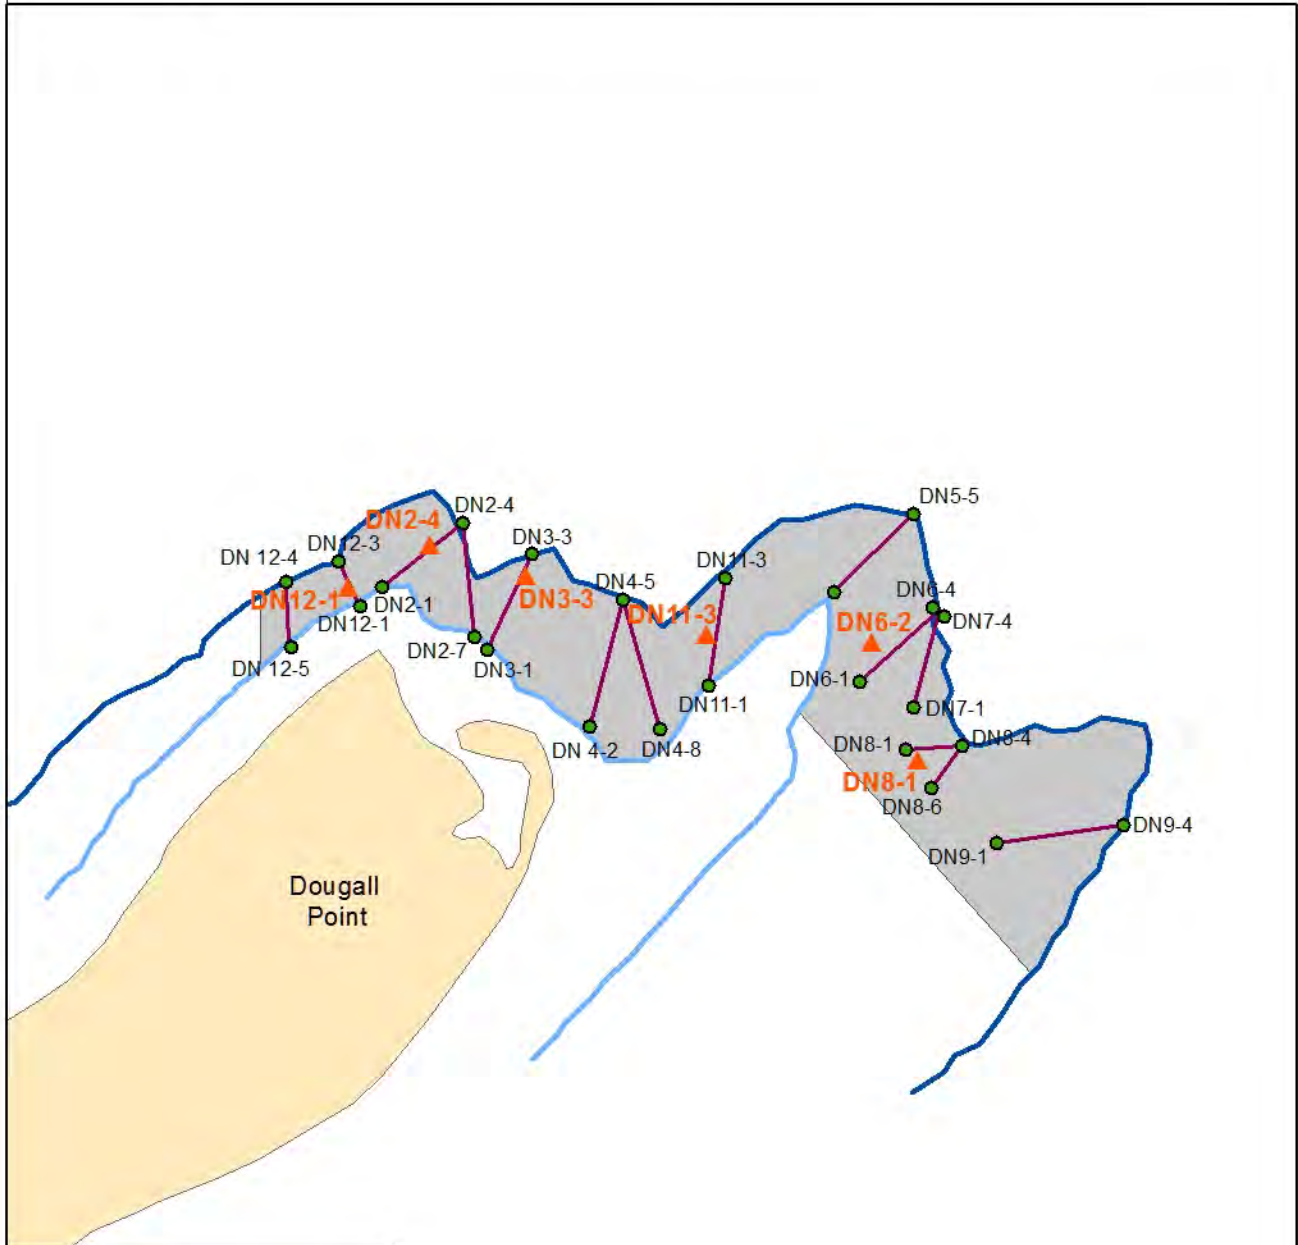 DN5-5
DN2-4
DN2-4
DN3-3
DN12-3
DN 12-4
DN11-3
DN4-5
DN12-1
DN2-1
DN3-3
DN11-3
DN6-4
DN7-4
DN6-2
DN12-1
DN2-7
DN3-1
DN 12-5
DN6-1
DN11-1
DN7-1
DN 4-2
DN4-8
DN8-1
DN8-4
DN8-1
DN8-6
DN9-4
DN9-1
Dougall
Point